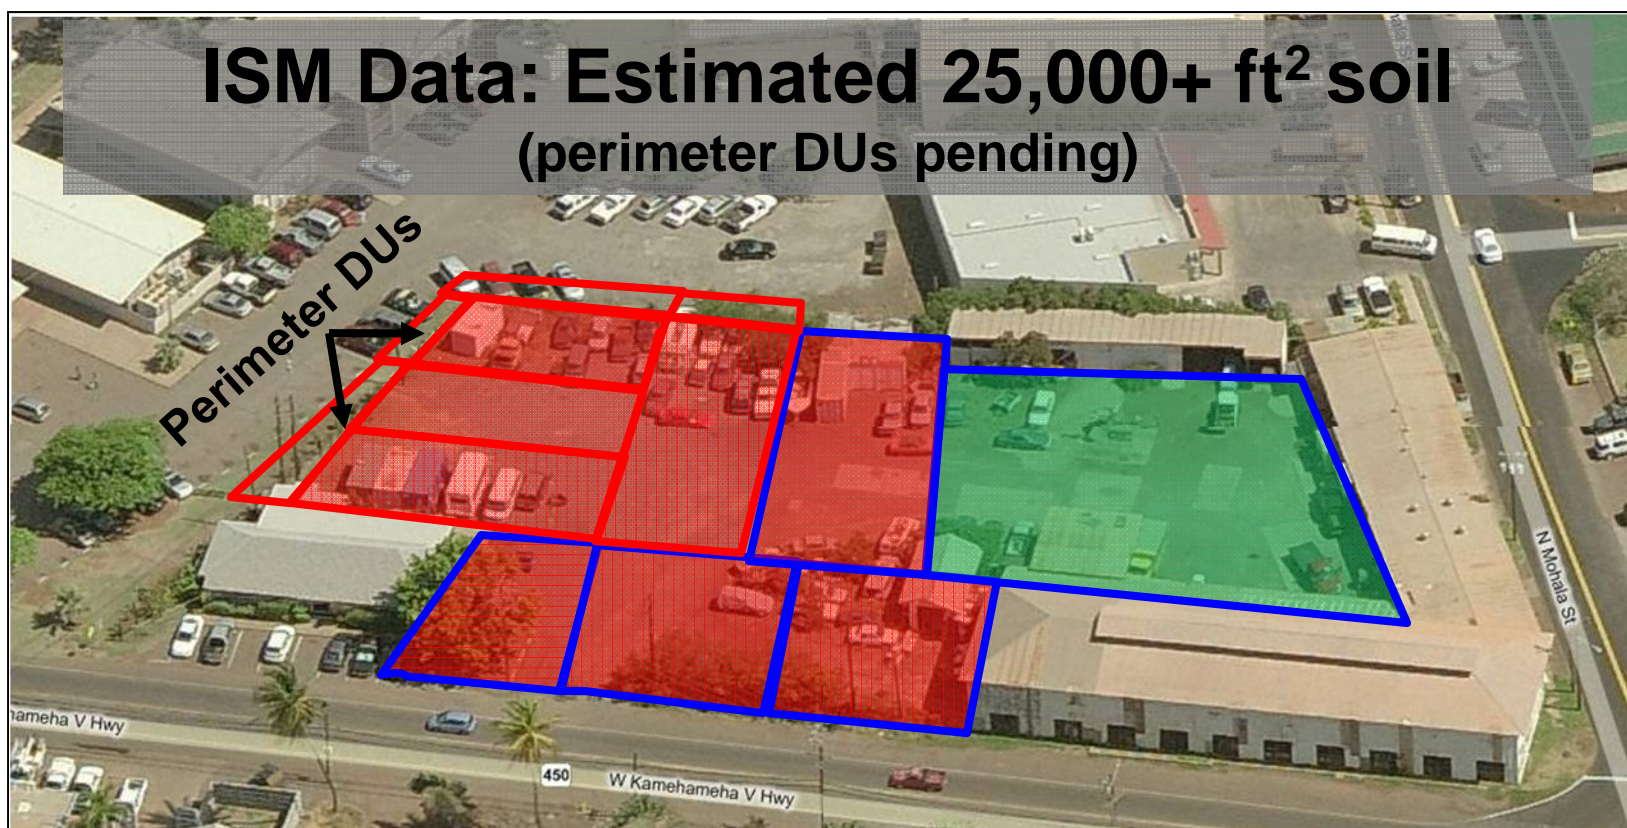 ISM Data: Estimated 25,000+ ft² soil
(perimeter DUs pending)
Perimeter DUs
N Mohala St
ameha V Hwy
450
W Kamehameha V Hwy